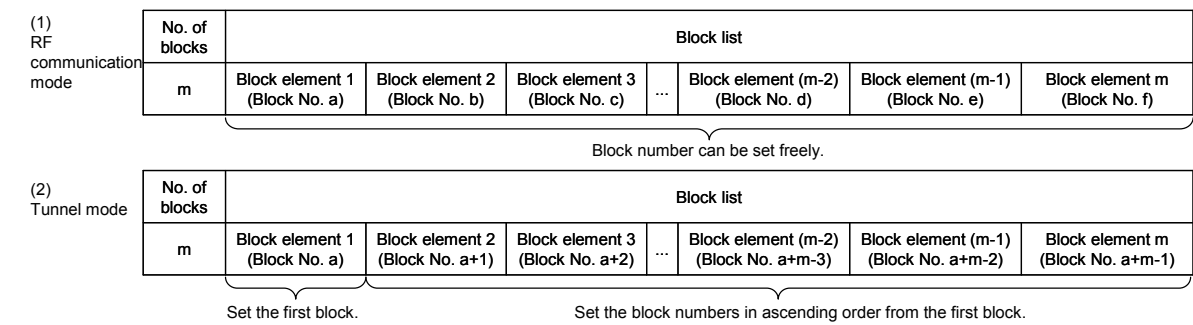 (1)
RF
communication
mode
No. of
blocks
Block list
m
Block element 1
(Block No. a)
Block element 2
(Block No. b)
Block element 3
(Block No. c)
...
Block element (m-2)
(Block No. d)
Block element (m-1)
(Block No. e)
Block element m
(Block No. f)
Block number can be set freely.
(2)
Tunnel mode
No. of
blocks
Block list
m
Block element 1
(Block No. a)
Block element 2
(Block No. a+1)
Block element 3
(Block No. a+2)
...
Block element (m-2)
(Block No. a+m-3)
Block element (m-1)
(Block No. a+m-2)
Block element m
(Block No. a+m-1)
Set the first block.
Set the block numbers in ascending order from the first block.